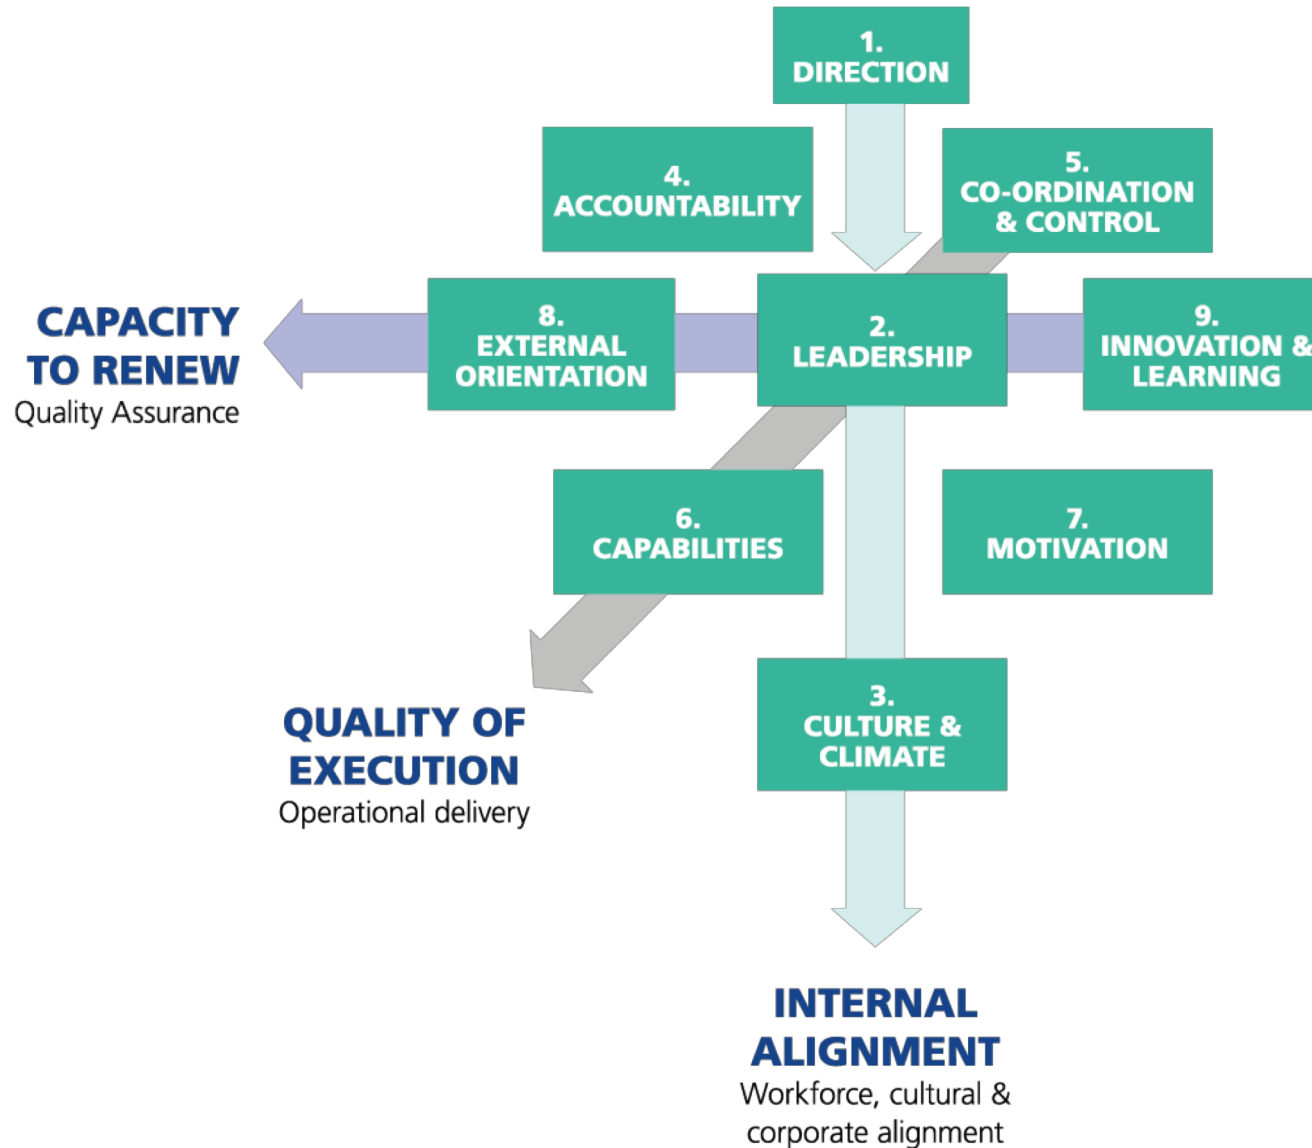 1.
DIRECTION
4.
ACCOUNTABILITY
5.
CO-ORDINATION
& CONTROL
CAPACITY
TO RENEW
Quality Assurance
8.
EXTERNAL
ORIENTATION
2.
LEADERSHIP
9.
INNOVATION &
LEARNING
6.
CAPABILITIES
7.
MOTIVATION
QUALITY OF
EXECUTION
Operational delivery
3.
CULTURE &
CLIMATE
INTERNAL
ALIGNMENT
Workforce, cultural &
corporate alignment